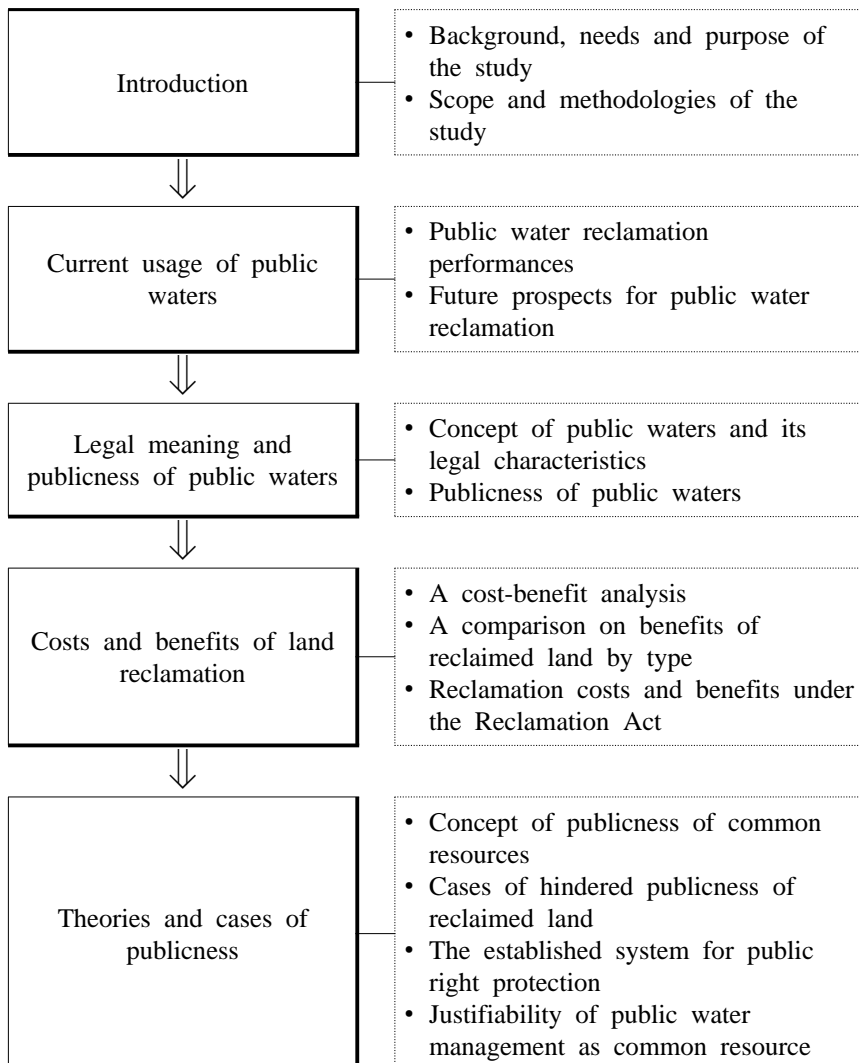 Introduction
• Background, needs and purpose of
the study
• Scope and methodologies of the
study
Current usage of public
waters
• Public water reclamation
performances
• Future prospects for public water
reclamation
Legal meaning and
publicness of public waters
• Concept of public waters and its
legal characteristics
• Publicness of public waters
Costs and benefits of land
reclamation
• A cost-benefit analysis
• A comparison on benefits of
reclaimed land by type
• Reclamation costs and benefits under
the Reclamation Act
Theories and cases of
publicness
• Concept of publicness of common
resources
• Cases of hindered publicness of
reclaimed land
• The established system for public
right protection
• Justifiability of public water
management as common resource